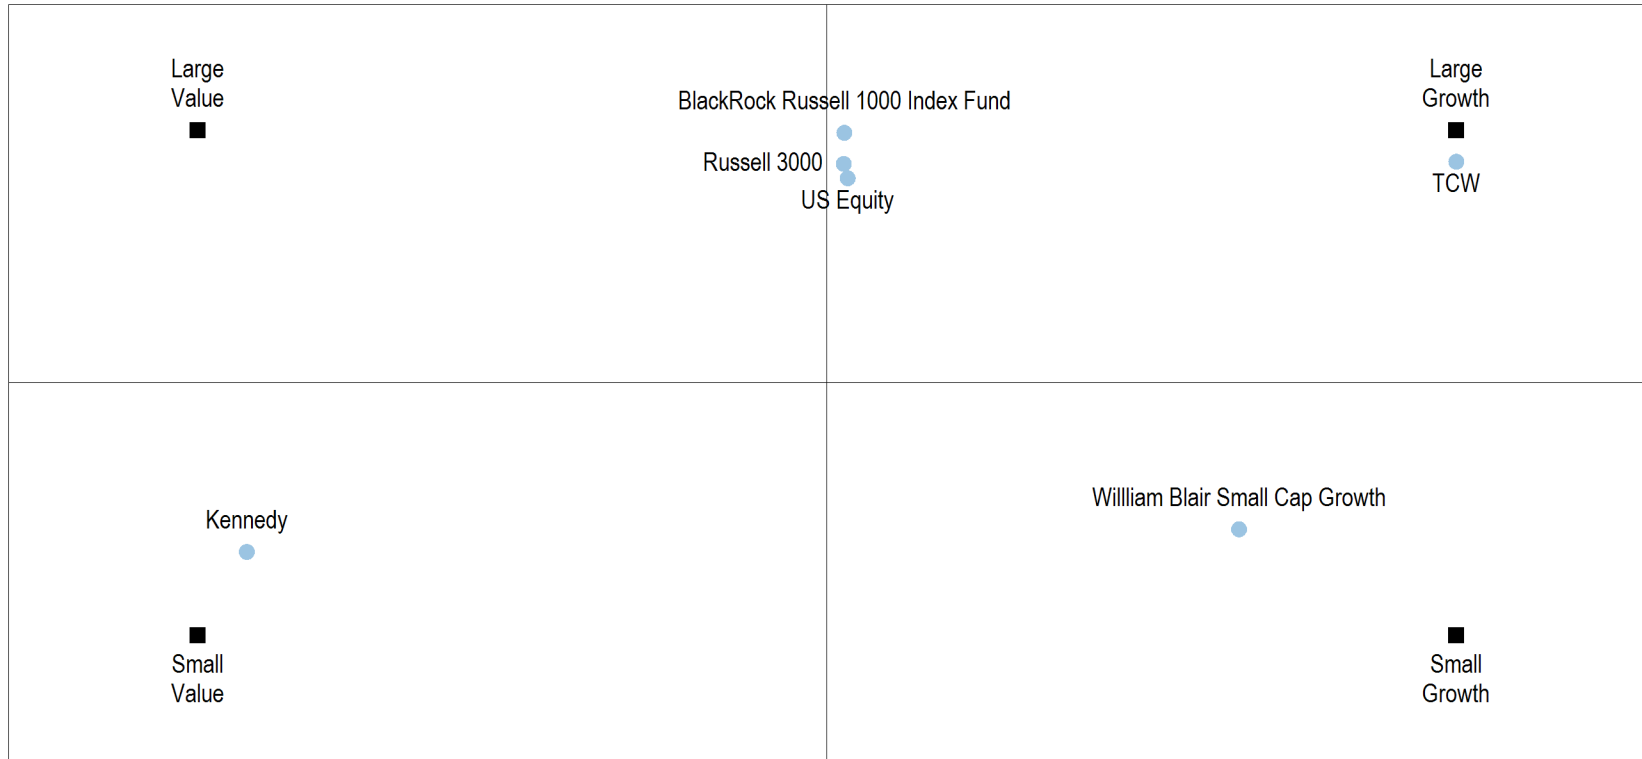 Large
Value
Large
Growth
BlackRock Russell 1000 Index Fund
Russell 3000
TCW
US Equity
Willliam Blair Small Cap Growth
Kennedy
Small
Value
Small
Growth